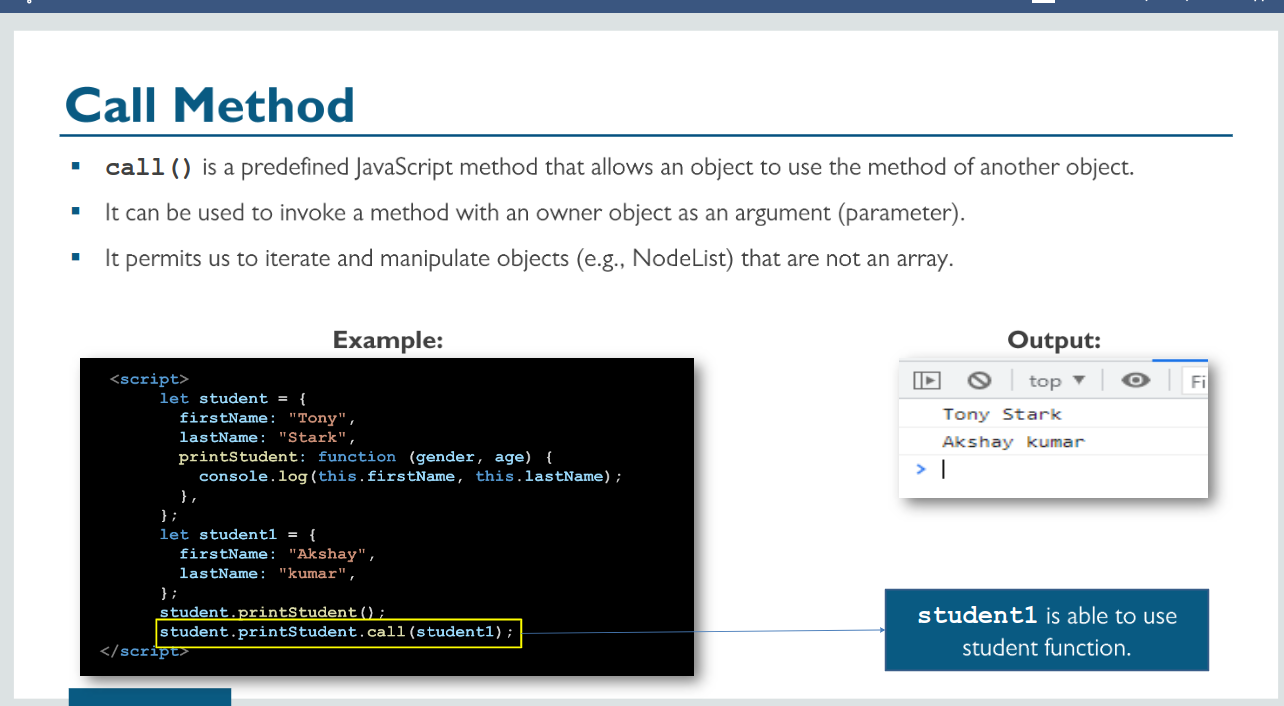 Call Method
▪ call() is a predefined JavaScript method that allows an object to use the method of another object.
▪ It can be used to invoke a method with an owner object as an argument (parameter).
▪ It permits us to iterate and manipulate objects (e.g., NodeList) that are not an array.
Example:
<script>
let student = {
firstName: "Tony",
lastName: "Stark",
printStudent: function (gender, age) {
console.log(this.firstName, this.lastName);
},
};
let student1 = {
firstName: "Akshay",
lastName: "kumar",
};
student.printStudent();
student.printStudent.call(student1);
</script>
Output:
top ▼
Tony Stark
Akshay kumar
>
student1 is able to use
student function.